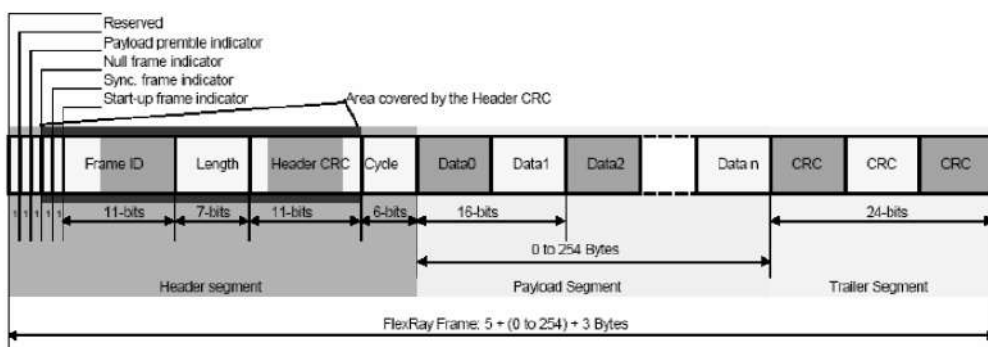 Reserved
Payload premble indicator
Null frame indicator
Sync. frame indicator
Start-up frame indicator
Area covered by the Header CRC
Frame ID Length Header CRC Cycle Data0 Data1 Data2 Data n CRC CRC CRC
1 1 1 1 1 11-bits 7-bits 11-bits 6-bits 16-bits 24-bits
0 to 254 Bytes
Header segment Payload Segment Trailer Segment
FlexRay Frame: 5 + (0 to 254) + 3 Bytes